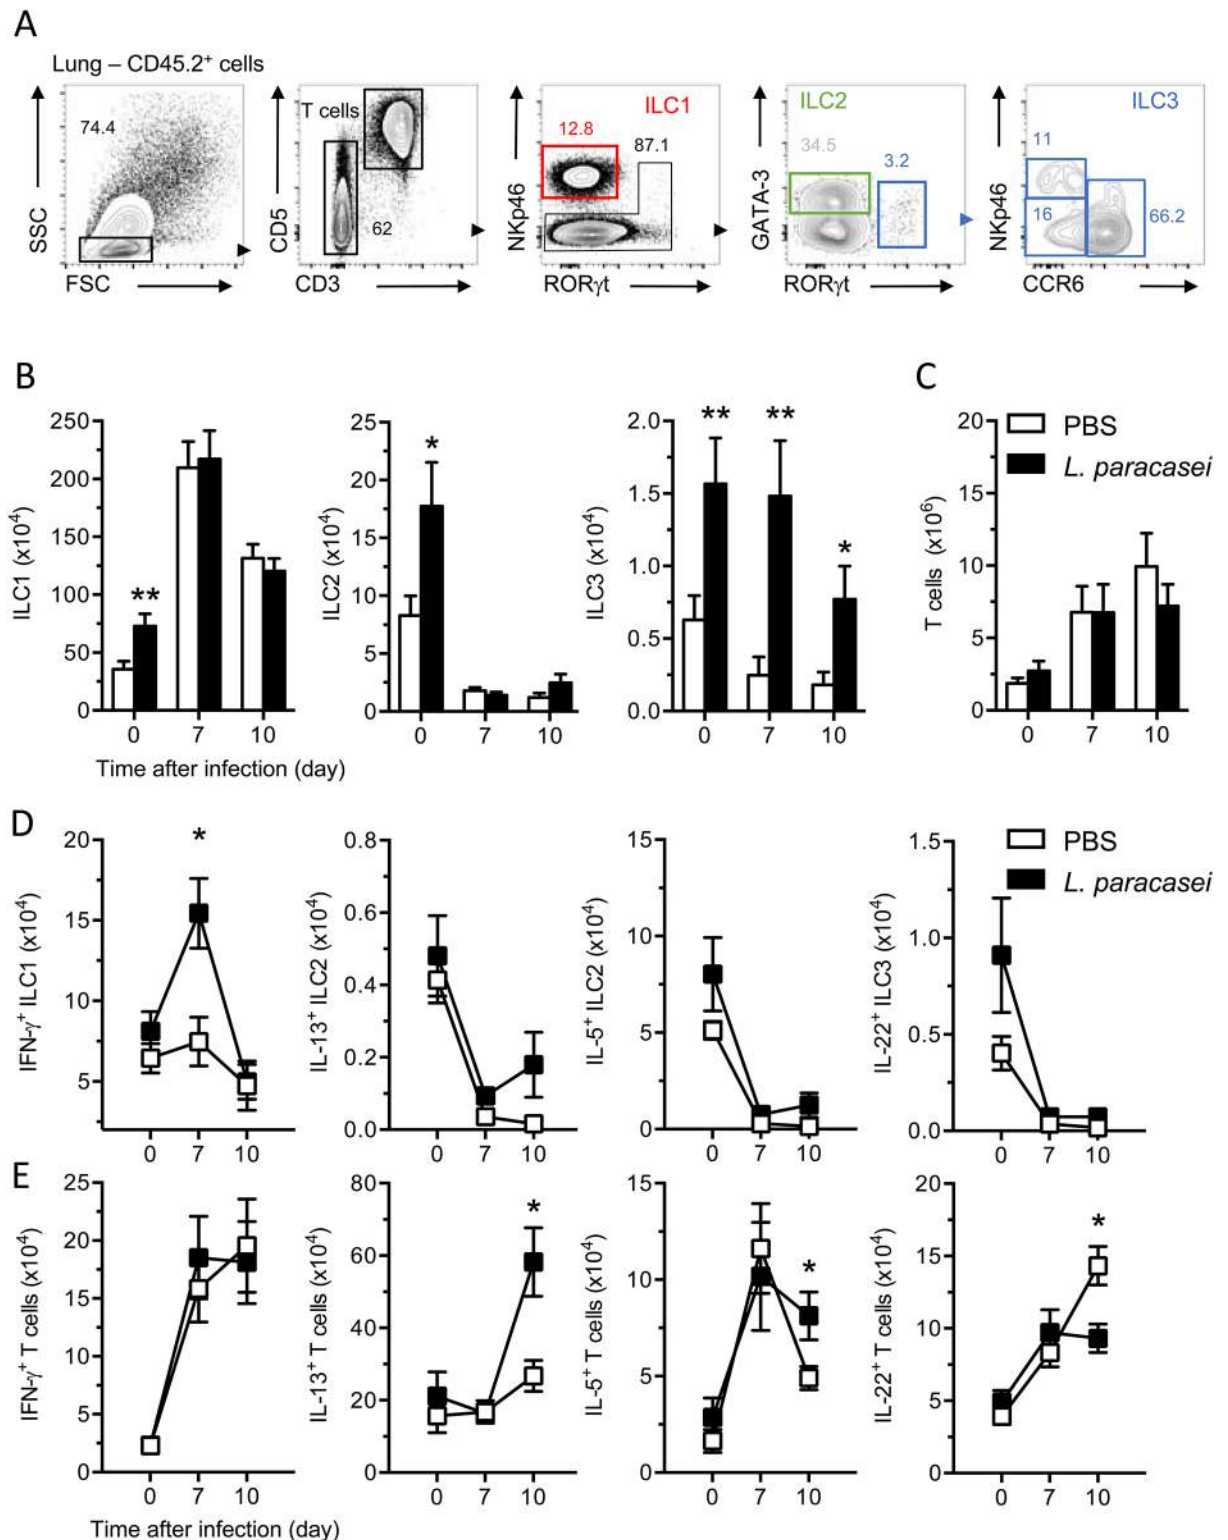 A
Lung – CD45.2⁺ cells
SSC
74.4
FSC
CD5
T cells
62
CD3
NKp46
ILC1
12.8
87.1
RORγt
GATA-3
ILC2
34.5
3.2
RORγt
NKp46
ILC3
11
16
66.2
CCR6
B
ILC1 (x10⁴)
250
200
150
100
50
0
**
0 7 10
Time after infection (day)
ILC2 (x10⁴)
25
20
15
10
5
0
*
0 7 10
ILC3 (x10⁴)
2.0
1.5
1.0
0.5
0.0
** ** *
0 7 10
C
T cells (x10⁶)
20
15
10
5
0
PBS
L. paracasei
0 7 10
D
IFN-γ⁺ ILC1 (x10⁴)
20
15
10
5
*
0 7 10
IL-13⁺ ILC2 (x10⁴)
0.8
0.6
0.4
0.2
0.0
0 7 10
IL-5⁺ ILC2 (x10⁴)
15
10
5
0
0 7 10
IL-22⁺ ILC3 (x10⁴)
1.5
1.0
0.5
0.0
PBS
L. paracasei
0 7 10
E
IFN-γ⁺ T cells (x10⁴)
25
20
15
10
5
0
0 7 10
Time after infection (day)
IL-13⁺ T cells (x10⁴)
80
60
40
20
0
*
0 7 10
IL-5⁺ T cells (x10⁴)
15
10
5
0
*
0 7 10
IL-22⁺ T cells (x10⁴)
20
15
10
5
0
*
0 7 10